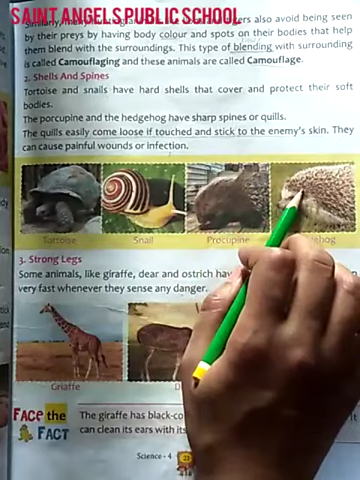 SAINT ANGELS PUBLIC SCHOOL
also avoid being seen
by their preys by having body colour and spots on their bodies that help
them blend with the surroundings. This type of blending with surrounding
is called Camouflaging and these animals are called Camouflage.
2. Shells And Spines
Tortoise and snails have hard shells that cover and protect their soft
bodies.
The porcupine and the hedgehog have sharp spines or quills.
The quills easily come loose if touched and stick to the enemy's skin. They
can cause painful wounds or infection.
Tortoise Snail Procupine
3. Strong Legs
Some animals, like giraffe, dear and ostrich
very fast whenever they sense any danger.
Giraffe
FACE the
FACT
The giraffe has black-co
can clean its ears with its
Science - 4